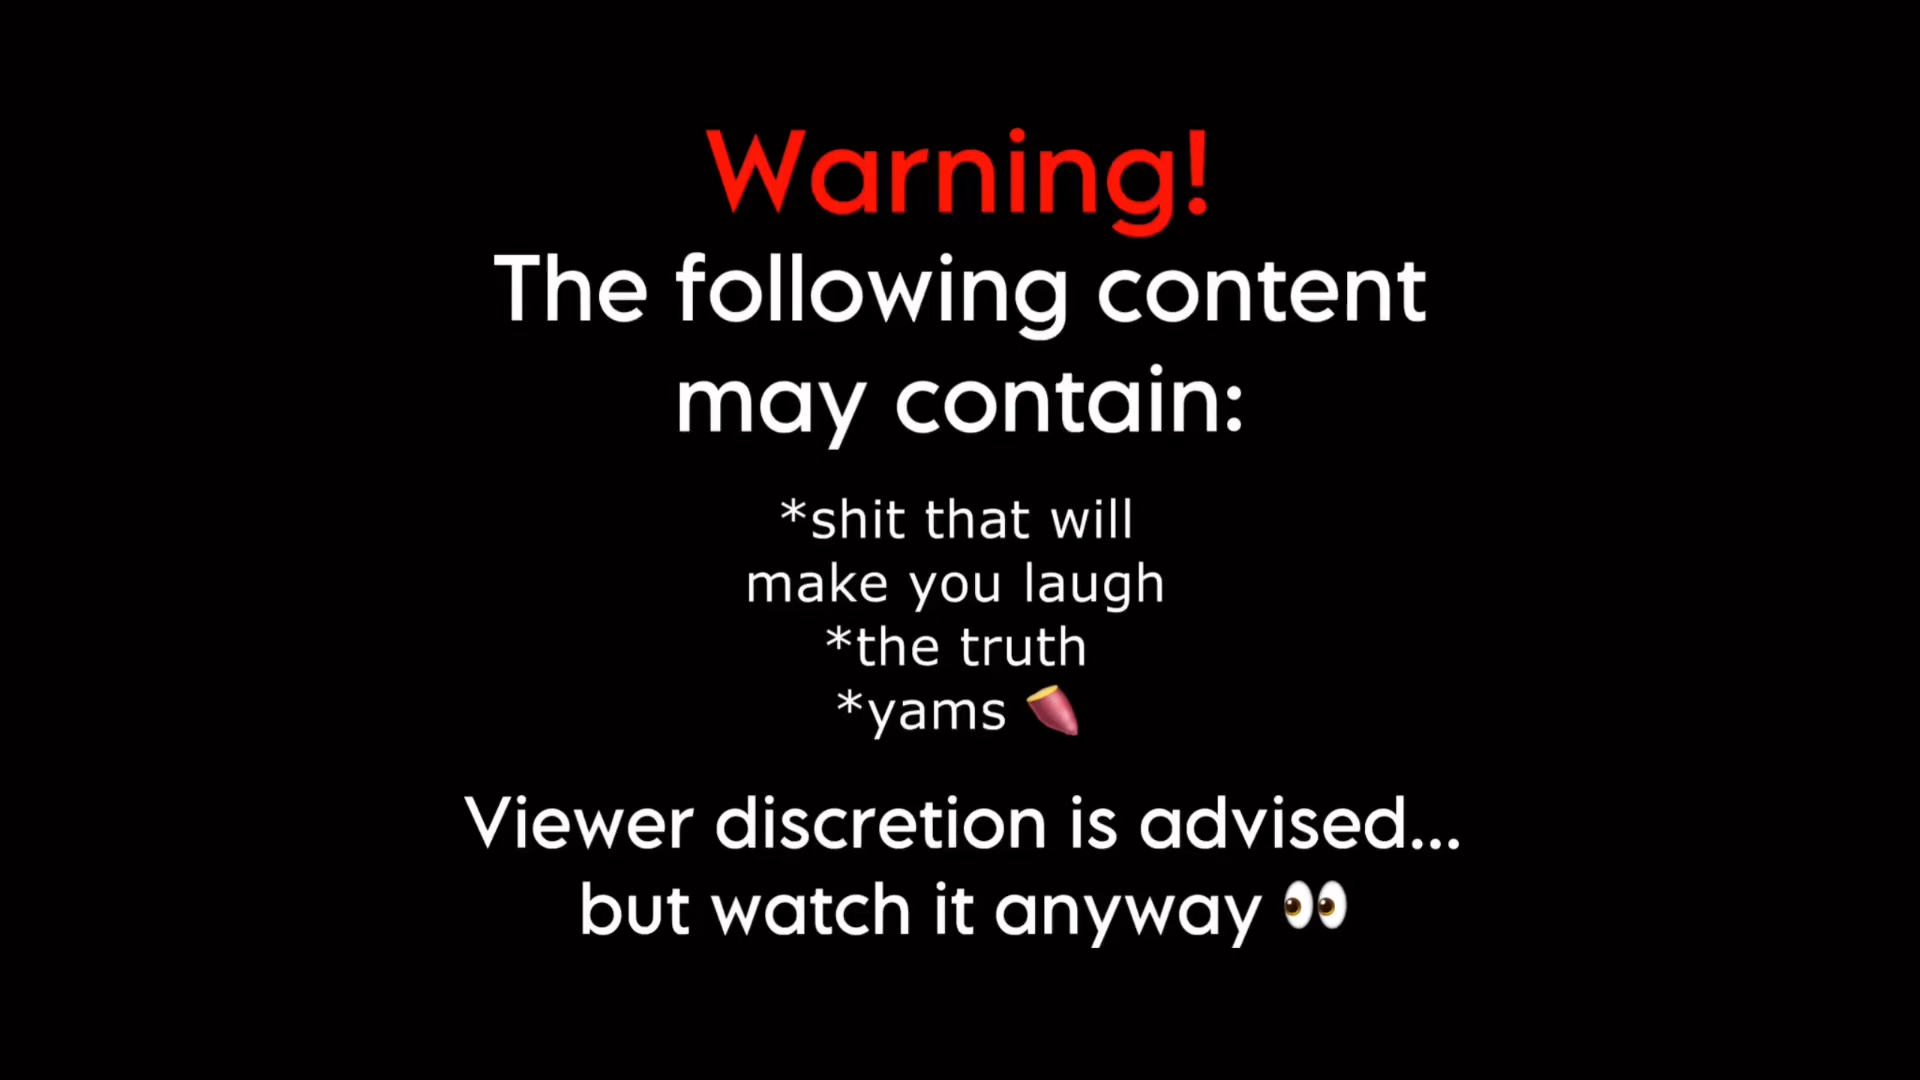 Warning!
The following content
may contain:
*shit that will
make you laugh
*the truth
*yams 🍠
Viewer discretion is advised...
but watch it anyway 👀